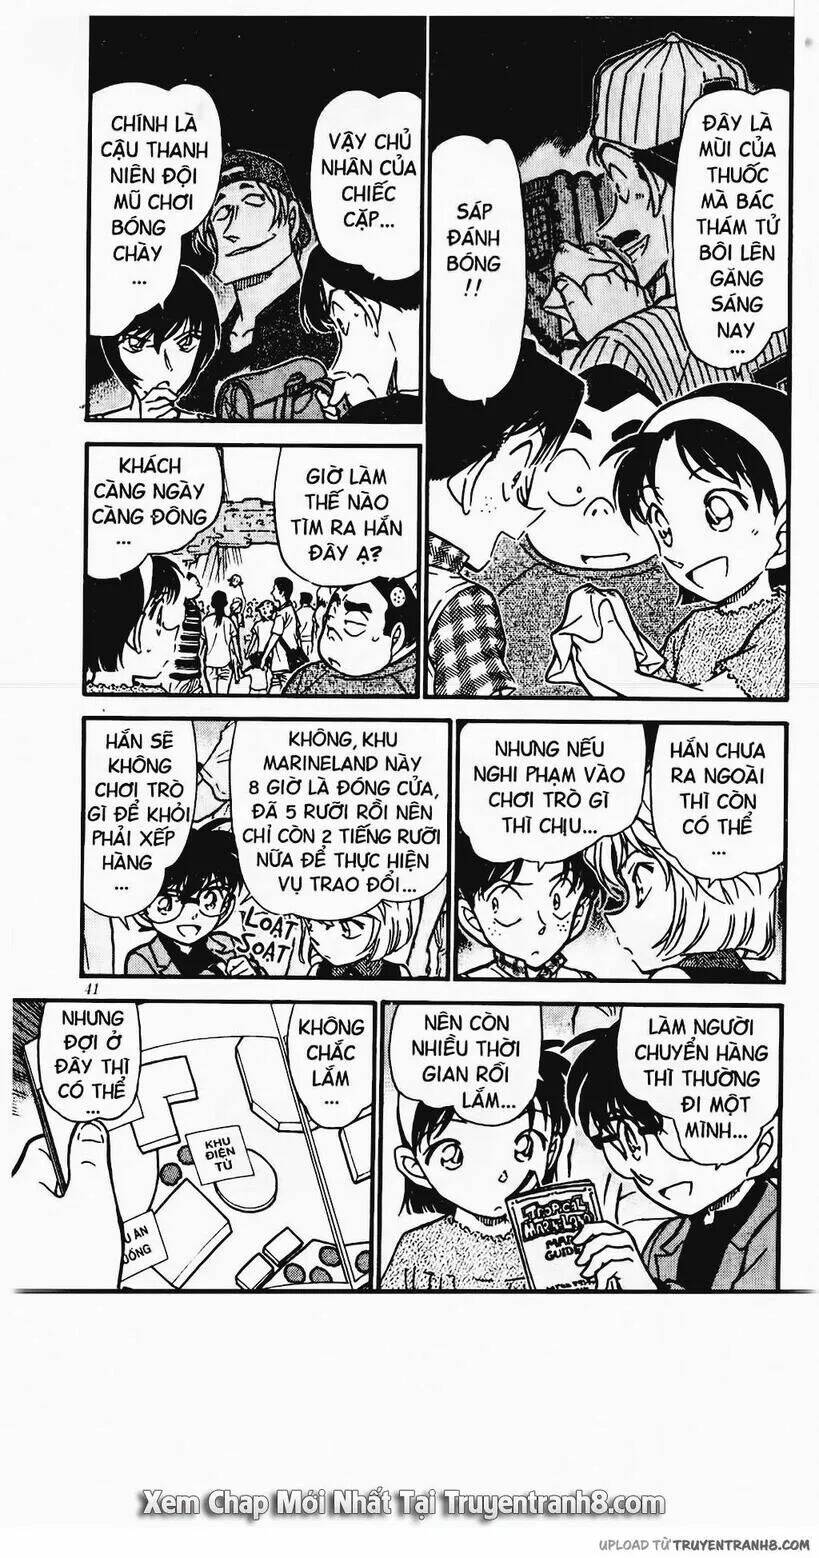 ĐÂY LÀ
MÙI CỦA
THUỐC
MÀ BÁC
THÁM TỬ
BÔI LÊN
GĂNG
SÁNG
NAY
...
SÁP
ĐÁNH
BÓNG
!!
VẬY CHỦ
NHÂN CỦA
CHIẾC
CẶP...
CHÍNH LÀ
CẬU THANH
NIÊN ĐỘI
MŨ CHƠI
BÓNG
CHÀY
...
GIỜ LÀM
THẾ NÀO
TÌM RA HẮN
ĐÂY Ạ?
KHÁCH
CÀNG NGÀY
CÀNG ĐÔNG
...
HẮN CHƯA
RA NGOÀI
THÌ CÒN
CÓ THỂ
...
NHƯNG NẾU
NGHI PHẠM VÀO
CHƠI TRÒ GÌ
THÌ CHỊU...
KHÔNG, KHU
MARINELAND NÀY
8 GIỜ LÀ ĐÓNG CỬA,
ĐÃ 5 RƯỠI RỒI NÊN
CHỈ CÒN 2 TIẾNG RƯỠI
NỮA ĐỂ THỰC HIỆN
VỤ TRAO ĐỔI...
HẮN SẼ
KHÔNG
CHƠI TRÒ
GÌ ĐỂ KHỎI
PHẢI XẾP
HÀNG
...
LOẠT
SOẠT
41
LÀM NGƯỜI
CHUYỂN HÀNG
THÌ THƯỜNG
ĐI MỘT
MÌNH...
NÊN CÒN
NHIỀU THỜI
GIAN RỒI
LẮM...
TROPICAL
MARINELAND
MAP
GUIDE
KHÔNG
CHẮC
LẮM ...
NHƯNG
ĐỢI Ở
ĐÂY THÌ
CÓ THỂ
...
KHU
ĐIỆN
TỬ
U ĂN
UỐNG
Xem Chap Mới Nhất Tại Truyentranh8.com
UPLOAD TỪ TRUYENTRANH8.COM